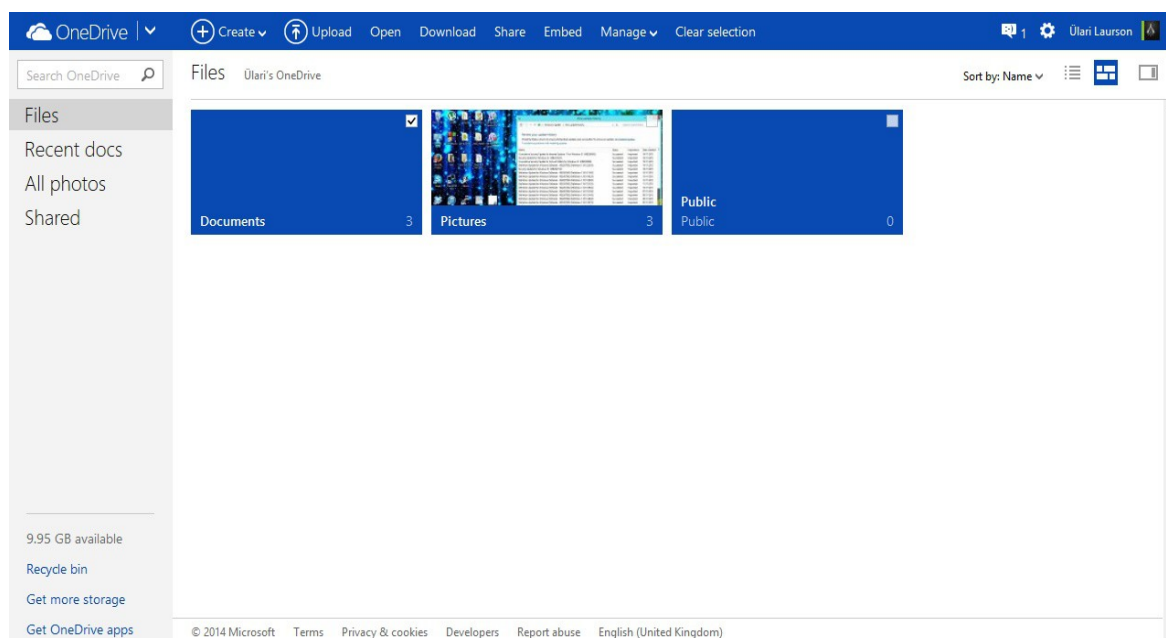 OneDrive
Create Upload Open Download Share Embed Manage Clear selection
1 Ülari Laurson
Search OneDrive
Files
Recent docs
All photos
Shared
Files Ülari's OneDrive
Sort by: Name
Documents 3
Pictures 3
Public
Public 0
9.95 GB available
Recycle bin
Get more storage
Get OneDrive apps
© 2014 Microsoft Terms Privacy & cookies Developers Report abuse English (United Kingdom)